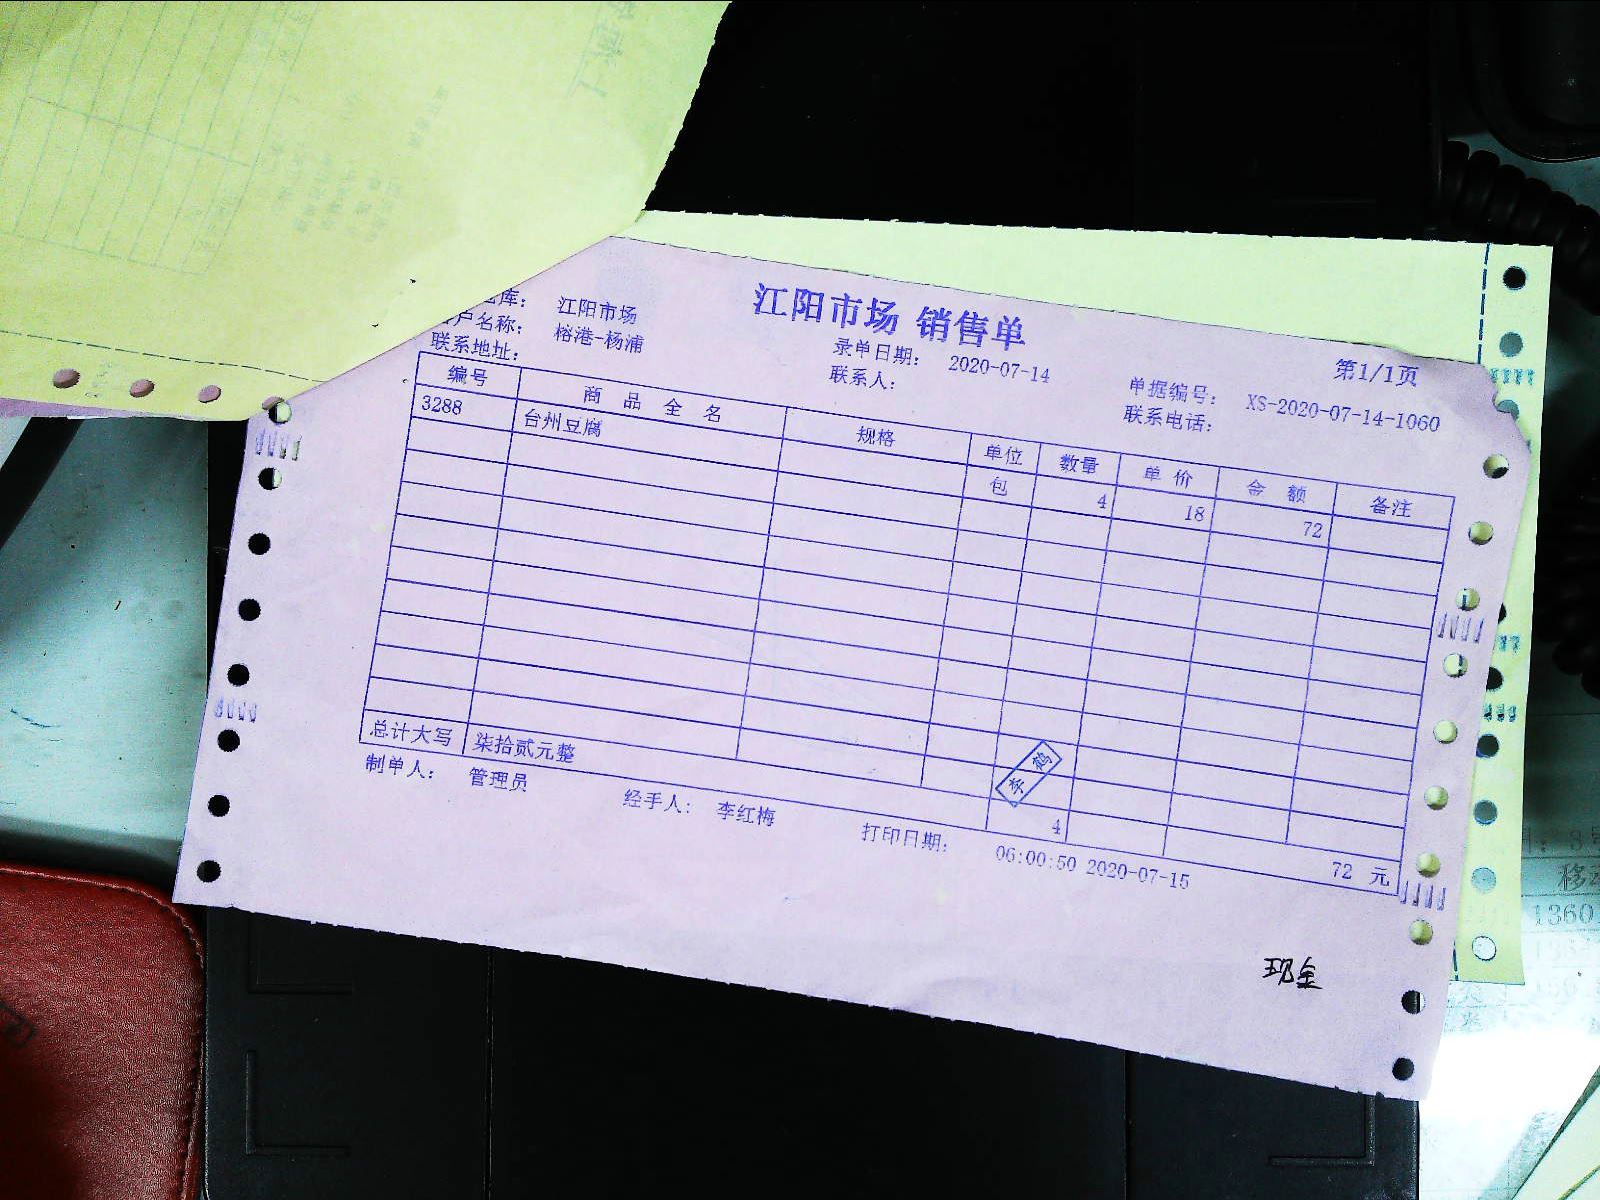 江阳市场 销售单
库： 江阳市场
户名称： 榕港-杨浦
录单日期： 2020-07-14
第1/1页
联系地址：
联系人：
单据编号： XS-2020-07-14-1060
联系电话：
编号 商 品 全 名 规格 单位 数量 单 价 金 额 备注
3288 台州豆腐 包 4 18 72
李 鹤
总计大写 柒拾贰元整 4 72 元
制单人： 管理员 经手人： 李红梅 打印日期： 06:00:50 2020-07-15
现金
1360